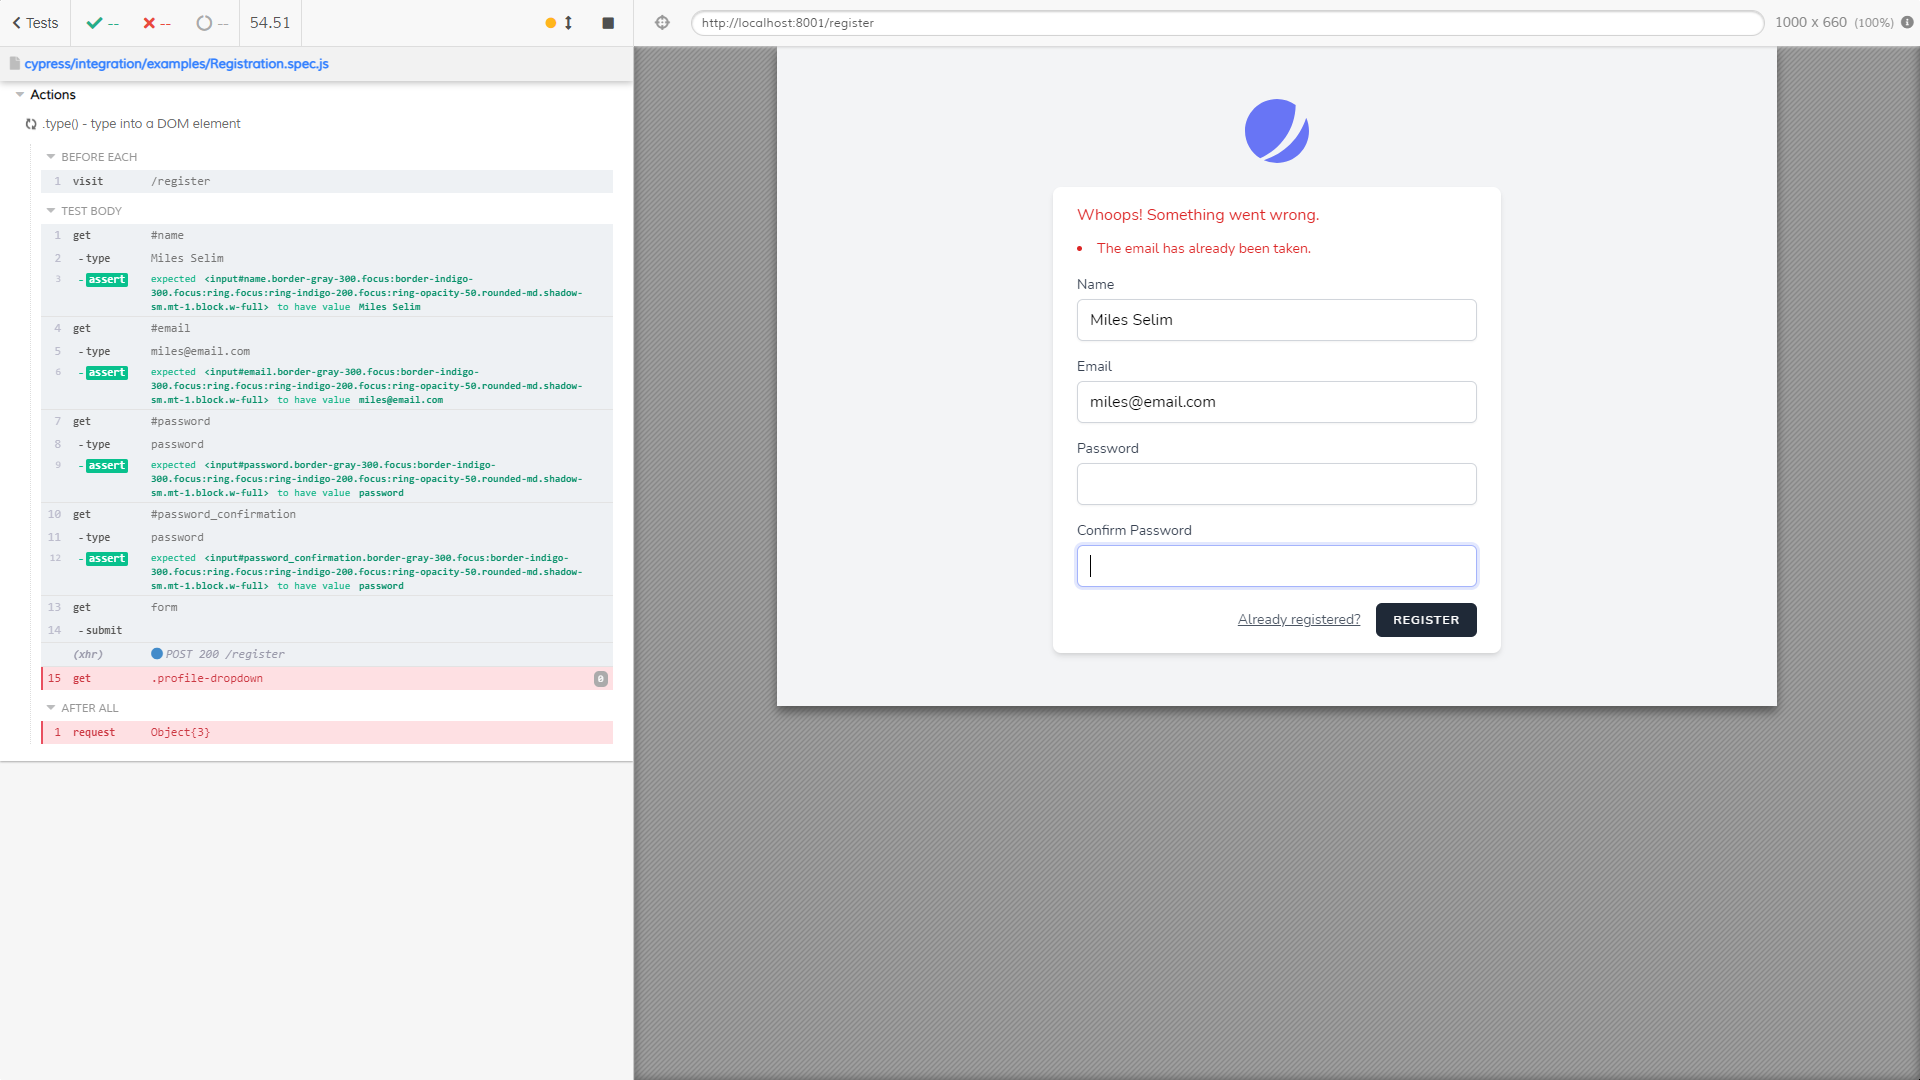 Tests -- -- -- 54.51
http://localhost:8001/register 1000 x 660 (100%)
cypress/integration/examples/Registration.spec.js
Actions
.type() - type into a DOM element
BEFORE EACH
1 visit /register
TEST BODY
1 get #name
2 -type Miles Selim
3 -assert expected <input#name.border-gray-300.focus:border-indigo-
300.focus:ring.focus:ring-indigo-200.focus:ring-opacity-50.rounded-md.shadow-
sm.mt-1.block.w-full> to have value Miles Selim
4 get #email
5 -type miles@email.com
6 -assert expected <input#email.border-gray-300.focus:border-indigo-
300.focus:ring.focus:ring-indigo-200.focus:ring-opacity-50.rounded-md.shadow-
sm.mt-1.block.w-full> to have value miles@email.com
7 get #password
8 -type password
9 -assert expected <input#password.border-gray-300.focus:border-indigo-
300.focus:ring.focus:ring-indigo-200.focus:ring-opacity-50.rounded-md.shadow-
sm.mt-1.block.w-full> to have value password
10 get #password_confirmation
11 -type password
12 -assert expected <input#password_confirmation.border-gray-300.focus:border-indigo-
300.focus:ring.focus:ring-indigo-200.focus:ring-opacity-50.rounded-md.shadow-
sm.mt-1.block.w-full> to have value password
13 get form
14 -submit
(xhr) POST 200 /register
15 get .profile-dropdown 0
AFTER ALL
1 request Object{3}
Whoops! Something went wrong.
• The email has already been taken.
Name
Miles Selim
Email
miles@email.com
Password
Confirm Password
Already registered? REGISTER